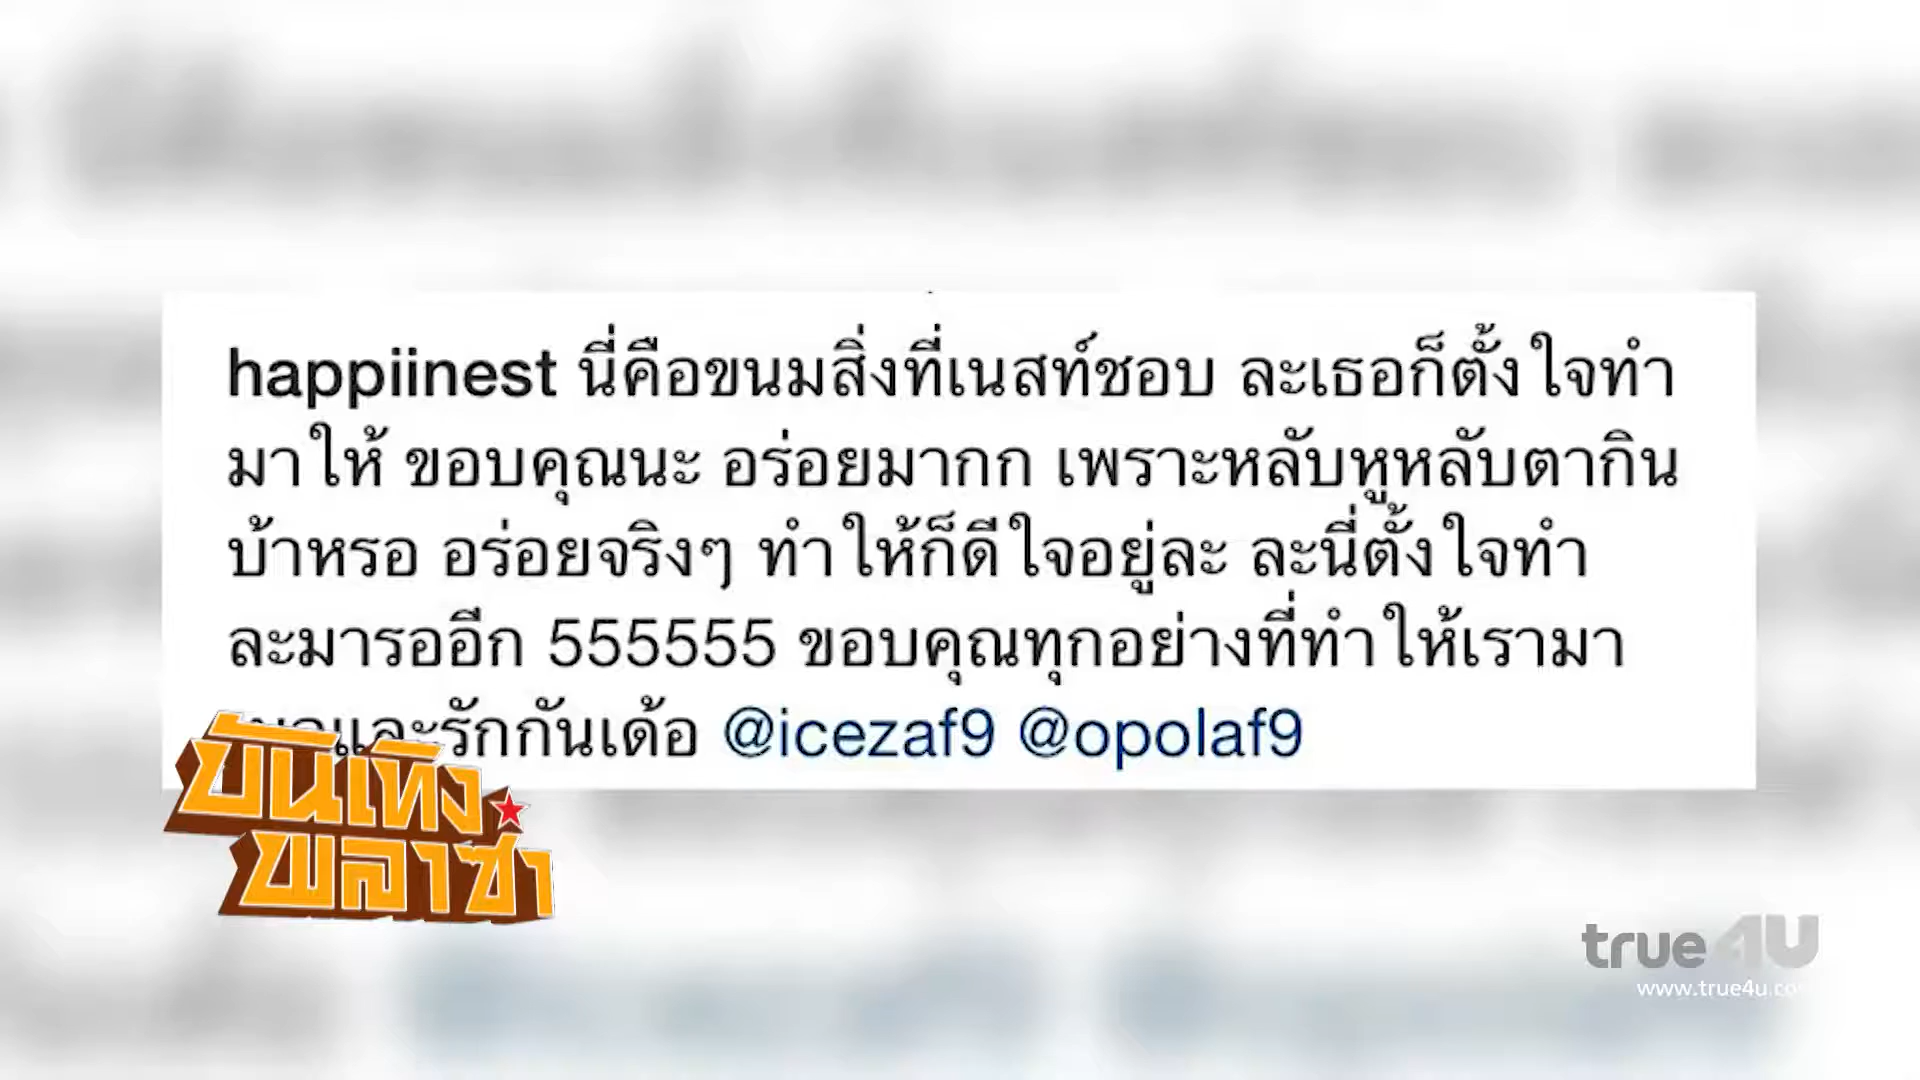 happiinest นี่คือขนมสิ่งที่เนสท์ชอบ ละเธอก็ตั้งใจทำ
มาให้ ขอบคุณนะ อร่อยมากก เพราะหลับหูหลับตากิน
บ้าหรอ อร่อยจริงๆ ทำให้ก็ดีใจอยู่ละ ละนี่ตั้งใจทำ
ละมารออีก 555555 ขอบคุณทุกอย่างที่ทำให้เรามา
และรักกันเด้อ @icezaf9 @opolaf9
บันเทิง
พลาซ่า
true4U